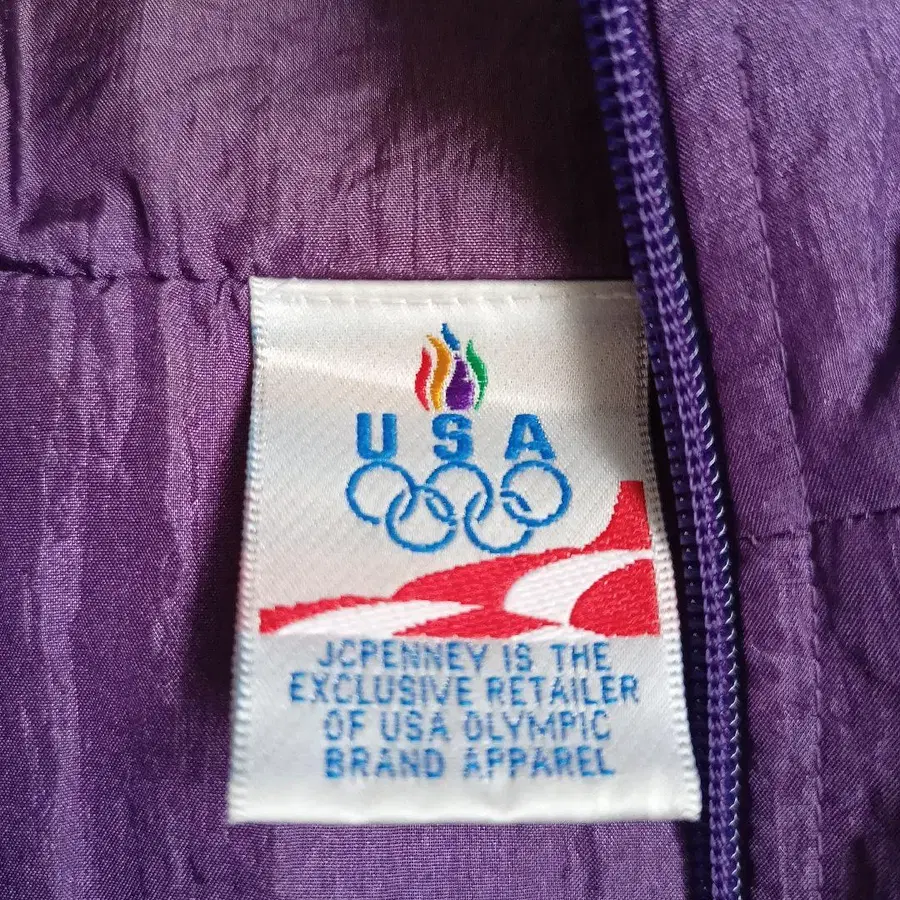 USA
JCPENNEY IS THE
EXCLUSIVE RETAILER
OF USA OLYMPIC
BRAND APPAREL